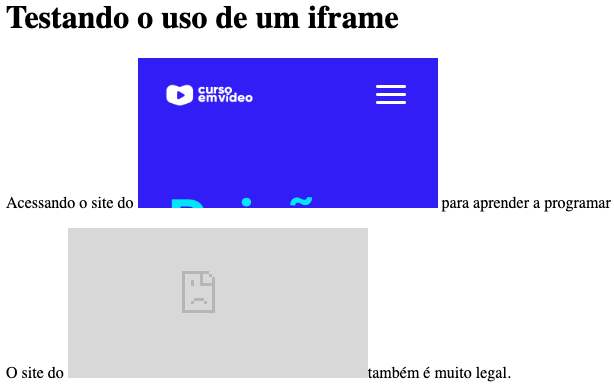 Testando o uso de um iframe
curso
emvideo
Acessando o site do
para aprender a programar
O site do
também é muito legal.